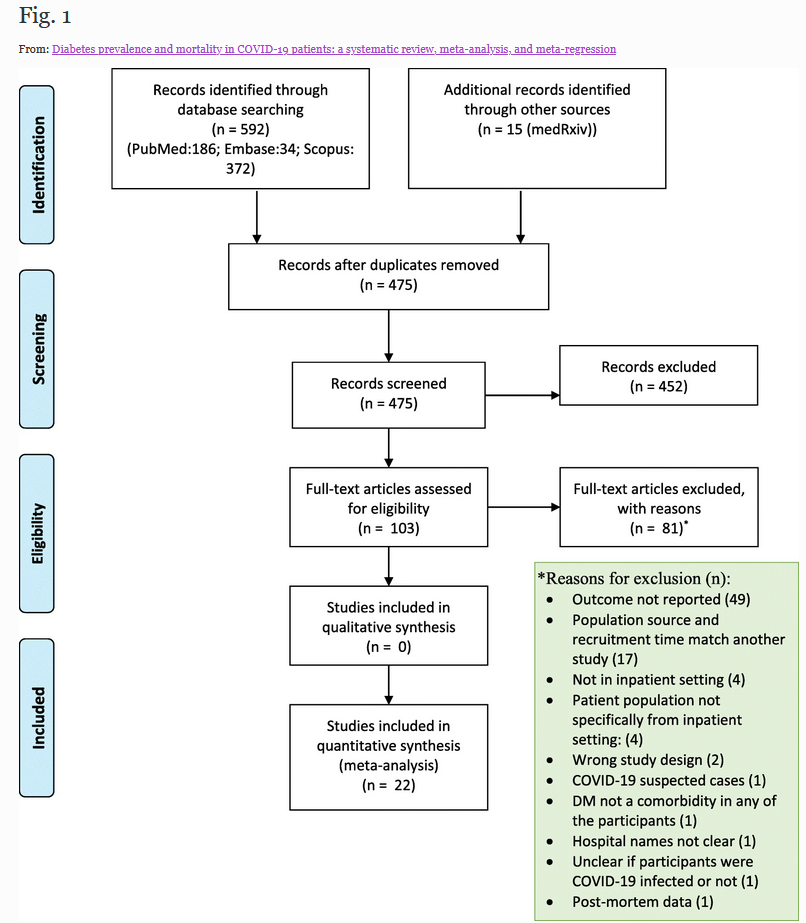 Fig. 1
From: Diabetes prevalence and mortality in COVID-19 patients: a systematic review, meta-analysis, and meta-regression
Identification
Records identified through
database searching
(n = 592)
(PubMed:186; Embase:34; Scopus:
372)
Additional records identified
through other sources
(n = 15 (medRxiv))
Records after duplicates removed
(n = 475)
Screening
Records screened
(n = 475)
Records excluded
(n = 452)
Eligibility
Full-text articles assessed
for eligibility
(n = 103)
Full-text articles excluded,
with reasons
(n = 81)*
Studies included in
qualitative synthesis
(n = 0)
Included
Studies included in
quantitative synthesis
(meta-analysis)
(n = 22)
*Reasons for exclusion (n):
• Outcome not reported (49)
• Population source and
recruitment time match another
study (17)
• Not in inpatient setting (4)
• Patient population not
specifically from inpatient
setting: (4)
• Wrong study design (2)
• COVID-19 suspected cases (1)
• DM not a comorbidity in any of
the participants (1)
• Hospital names not clear (1)
• Unclear if participants were
COVID-19 infected or not (1)
• Post-mortem data (1)